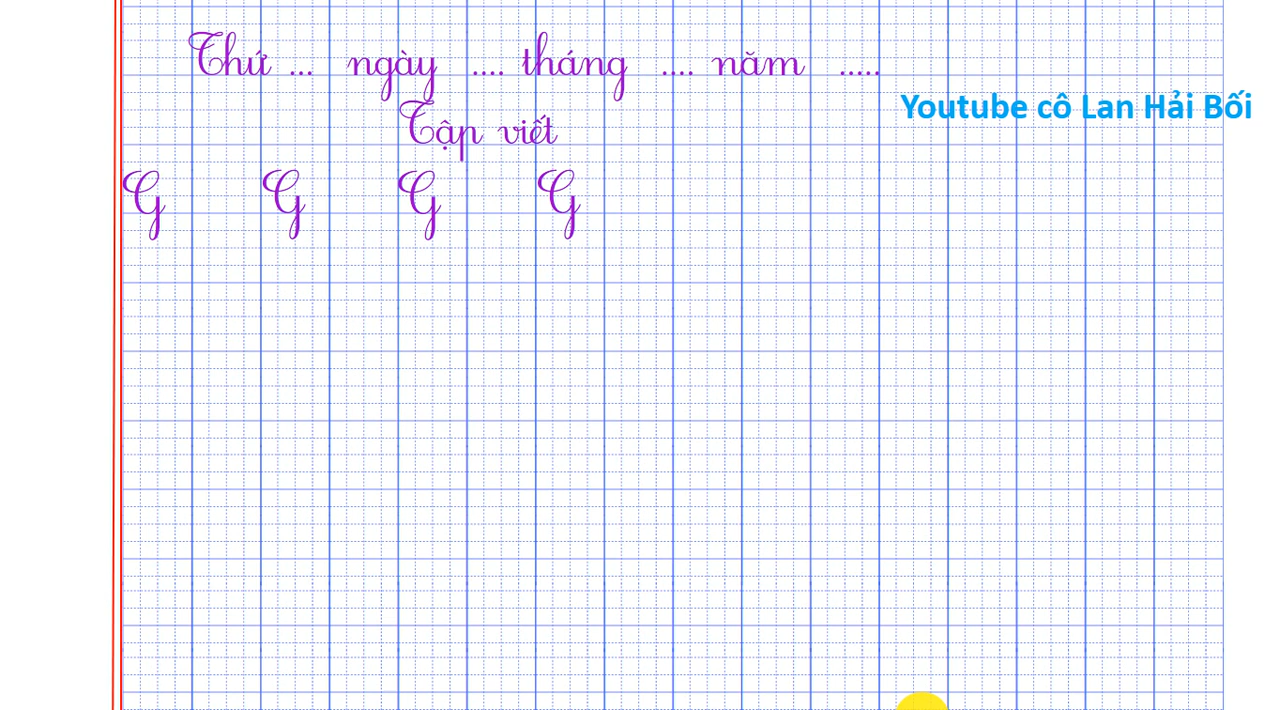 Thứ ... ngày .... tháng .... năm .....
Youtube cô Lan Hải Bối
Tập viết
G G G G